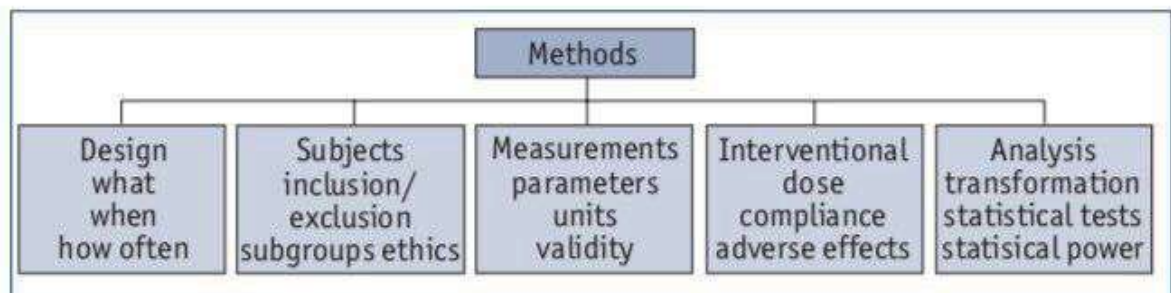 Methods
Design
what
when
how often
Subjects
inclusion/
exclusion
subgroups ethics
Measurements
parameters
units
validity
Interventional
dose
compliance
adverse effects
Analysis
transformation
statistical tests
statisical power